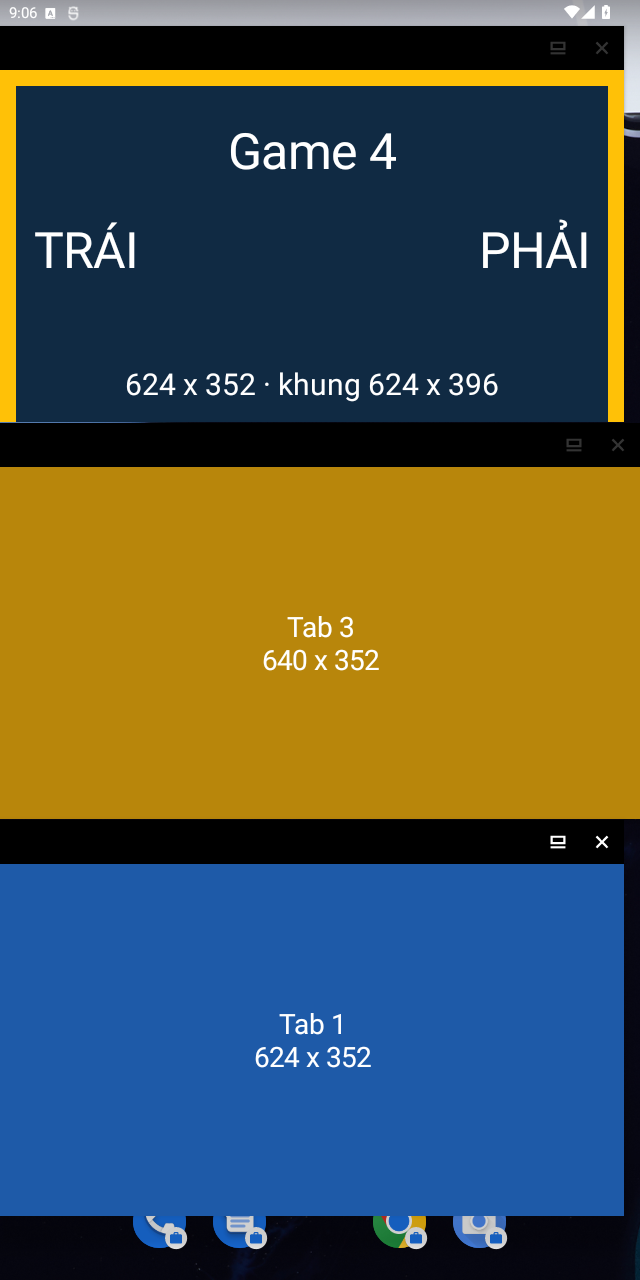 9:06
Game 4
TRÁI PHẢI
624 x 352 · khung 624 x 396
Tab 3
640 x 352
Tab 1
624 x 352